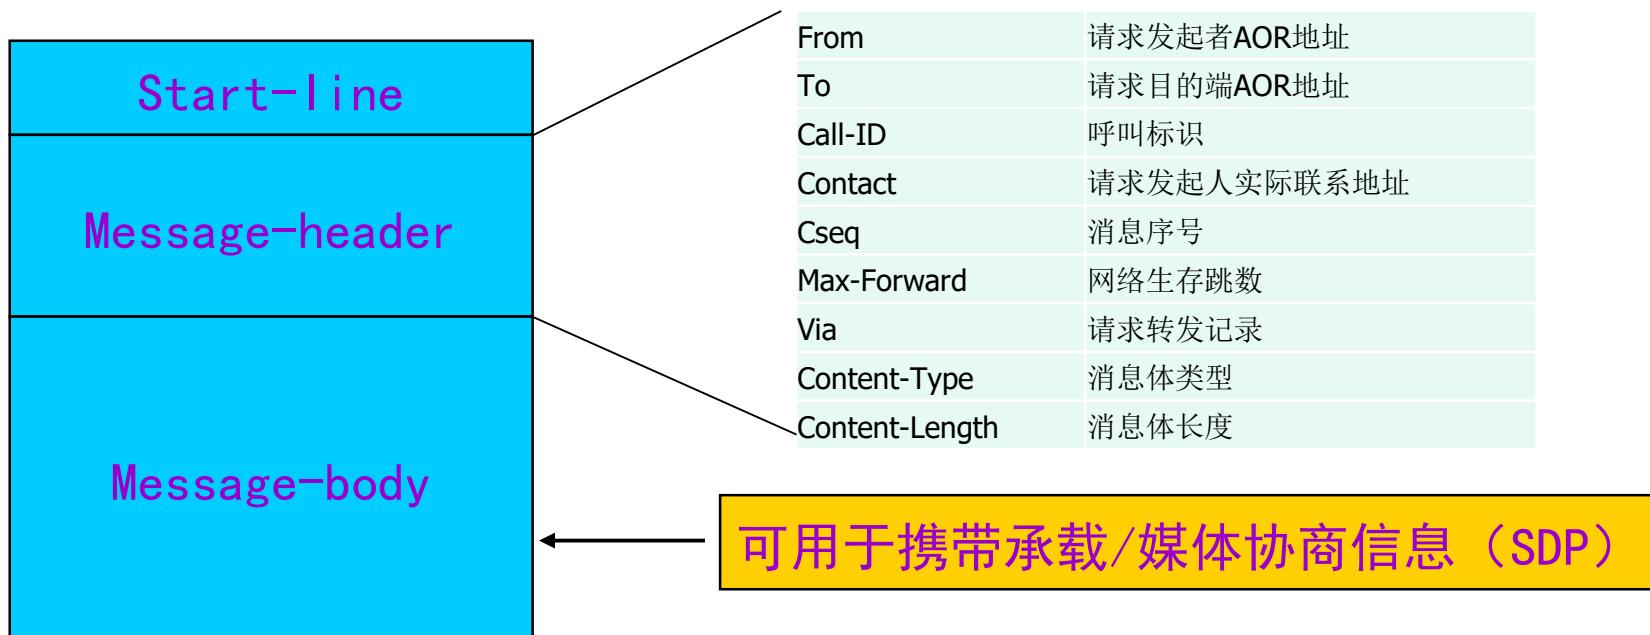 Start-line
Message-header
Message-body
From 请求发起者AOR地址
To 请求目的端AOR地址
Call-ID 呼叫标识
Contact 请求发起人实际联系地址
Cseq 消息序号
Max-Forward 网络生存跳数
Via 请求转发记录
Content-Type 消息体类型
Content-Length 消息体长度
可用于携带承载/媒体协商信息（SDP）